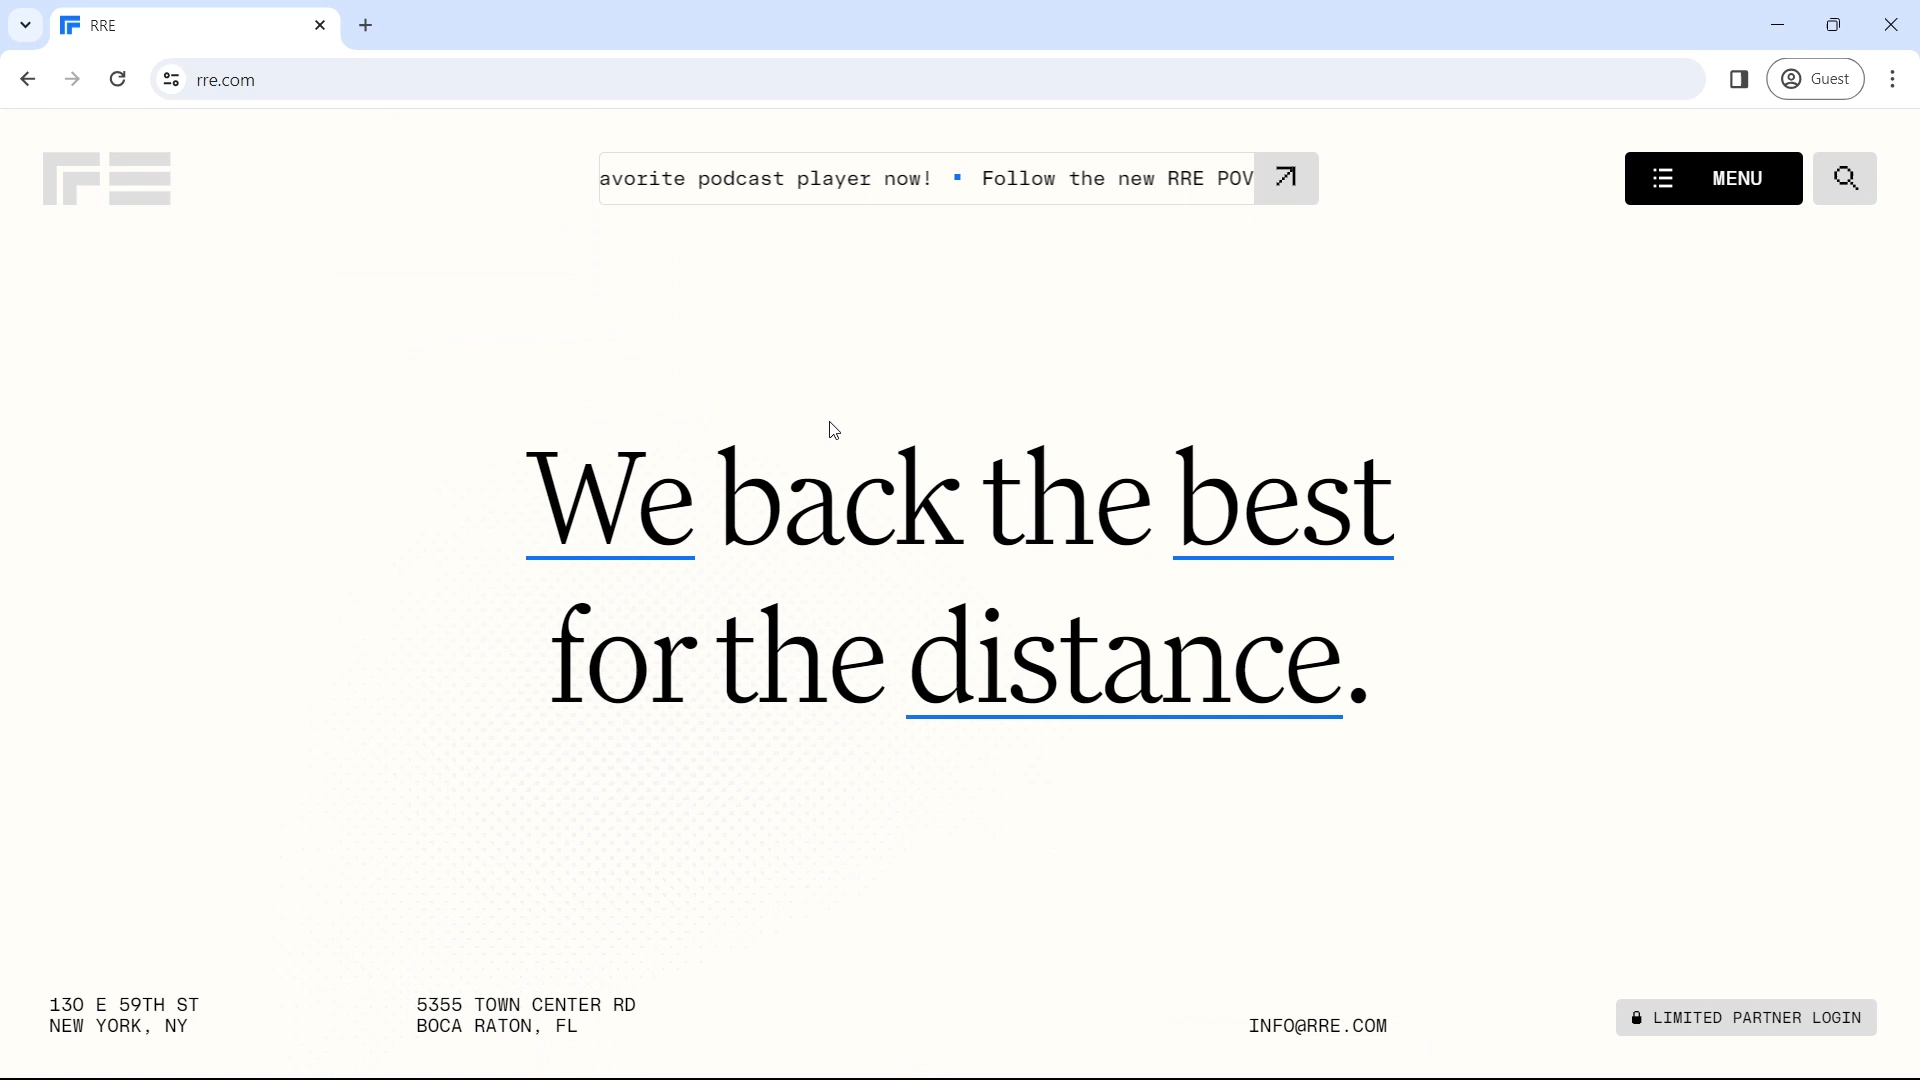 RRE
rre.com
Guest
avorite podcast player now! ▪ Follow the new RRE POV
MENU
We back the best
for the distance.
130 E 59TH ST
NEW YORK, NY
5355 TOWN CENTER RD
BOCA RATON, FL
INFO@RRE.COM
LIMITED PARTNER LOGIN